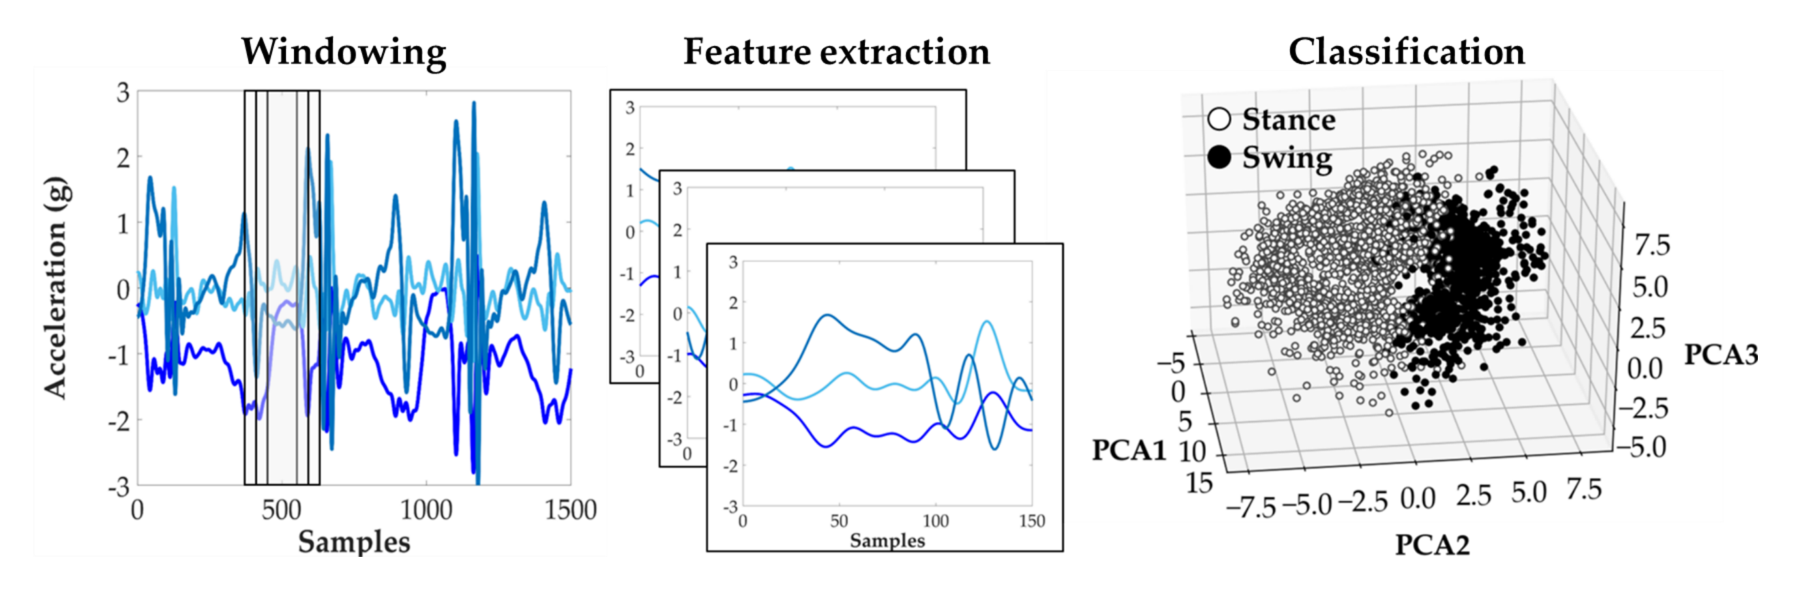 Windowing
Acceleration (g)
3
2
1
0
-1
-2
-3
0 500 1000 1500
Samples
Feature extraction
3
2
1
0
-1
-2
-3
0
3
2
1
0
-1
-2
-3
0
3
2
1
0
-1
-2
-3
0 50 100 150
Samples
Classification
Stance
Swing
7.5
5.0
2.5
0.0
−2.5
−5.0
PCA3
−5
0
5
10
15
PCA1
−7.5 −5.0 −2.5 0.0 2.5 5.0 7.5
PCA2